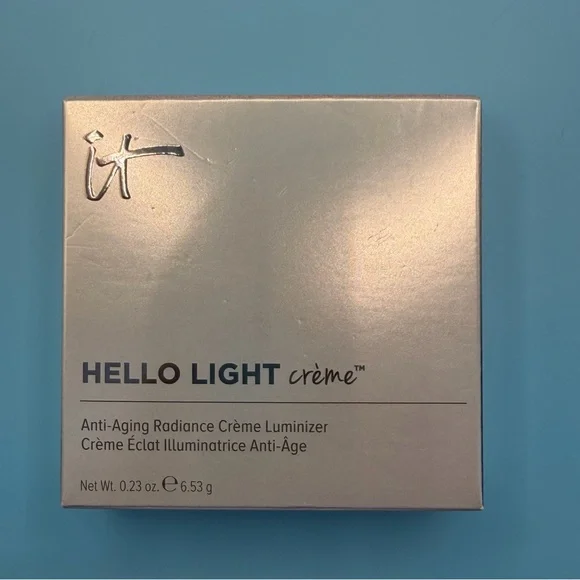 it
HELLO LIGHT crème™
Anti-Aging Radiance Crème Luminizer
Crème Éclat Illuminatrice Anti-Âge
Net Wt. 0.23 oz. ℮ 6.53 g